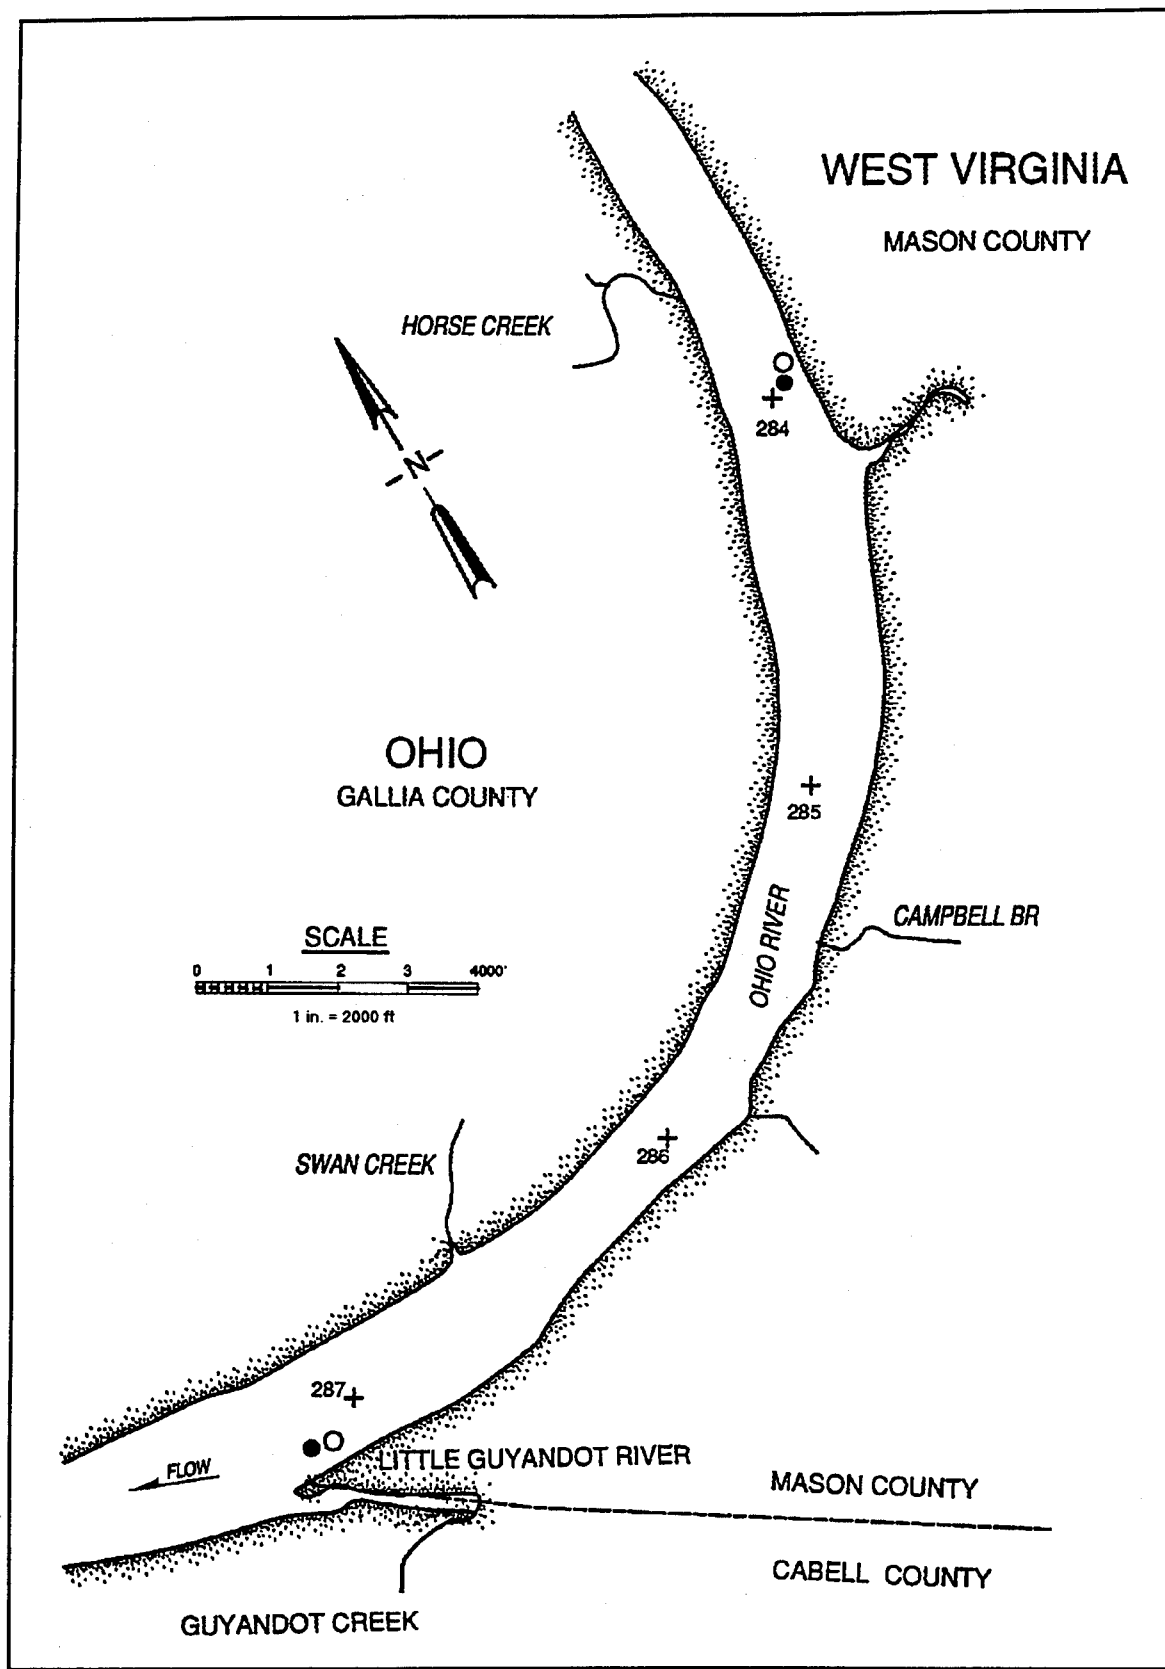 WEST VIRGINIA
MASON COUNTY
HORSE CREEK
284
N
OHIO
GALLIA COUNTY
285
OHIO RIVER
CAMPBELL BR
SCALE
0 1 2 3 4000'
1 in. = 2000 ft
286
SWAN CREEK
287
FLOW
LITTLE GUYANDOT RIVER
MASON COUNTY
CABELL COUNTY
GUYANDOT CREEK